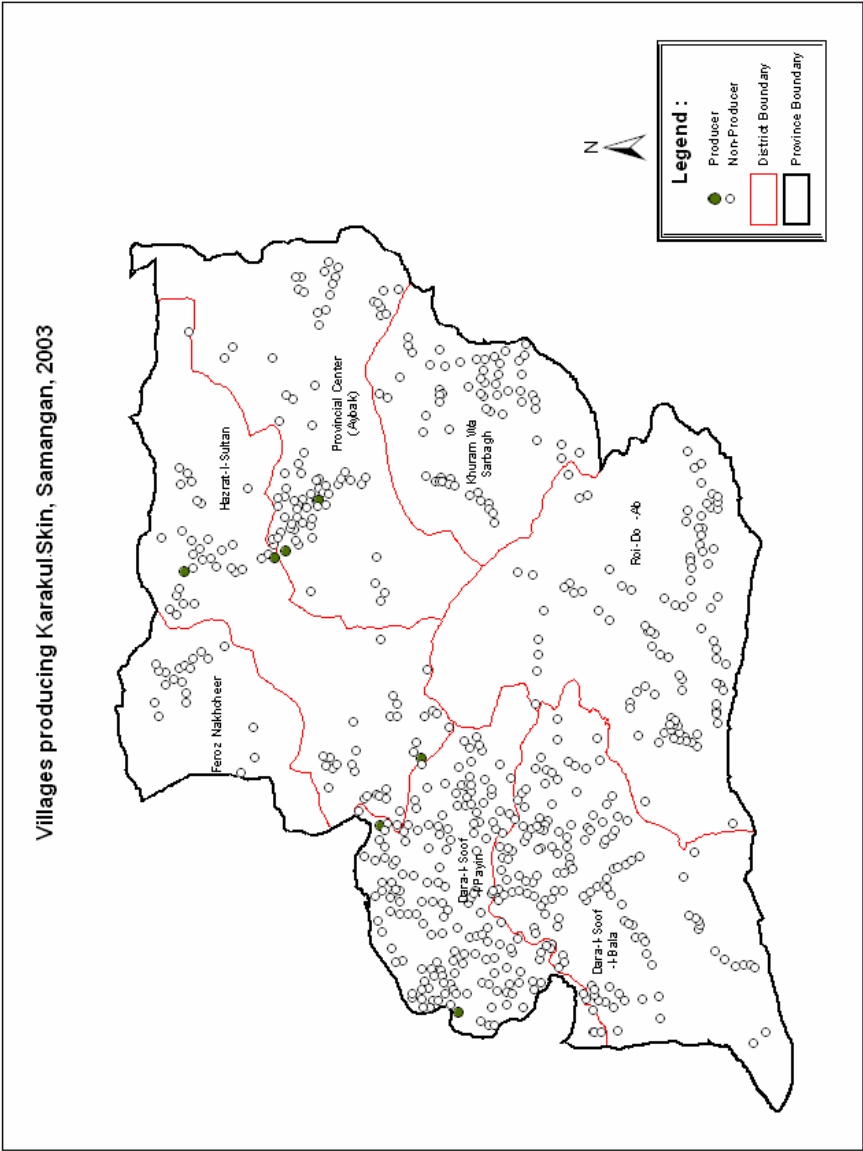 Villages producing Karakul Skin, Samangan, 2003
Feroz Nakhcheer
Hazrat-I-Sultan
Provincial Center
(Aybak)
Khuram Wa
Sarbagh
Dara-I-Soof
-I-Payin
Dara-I-Soof
-I-Bala
Roi-Do -Ab
N
Legend :
Producer
Non-Producer
District Boundary
Province Boundary